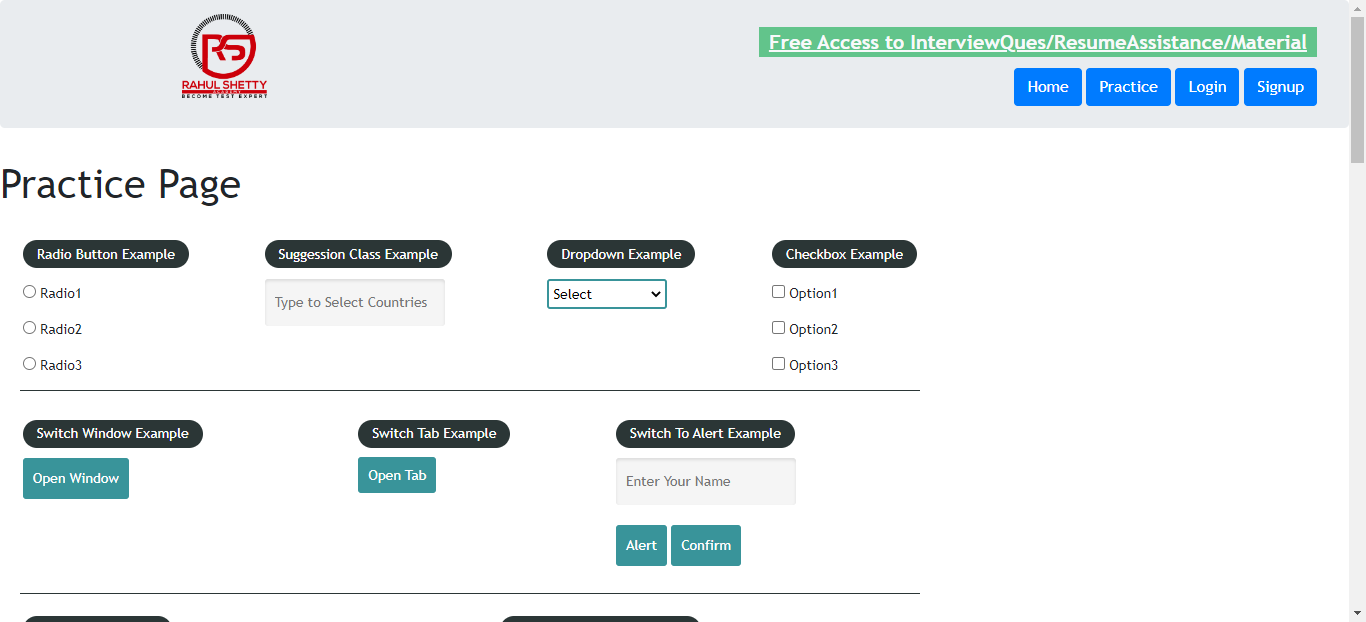 RS
RAHUL SHETTY
ACADEMY
BECOME TEST EXPERT
Free Access to InterviewQues/ResumeAssistance/Material
Home Practice Login Signup
Practice Page
Radio Button Example
Radio1
Radio2
Radio3
Suggession Class Example
Type to Select Countries
Dropdown Example
Select
Checkbox Example
Option1
Option2
Option3
Switch Window Example
Open Window
Switch Tab Example
Open Tab
Switch To Alert Example
Enter Your Name
Alert Confirm